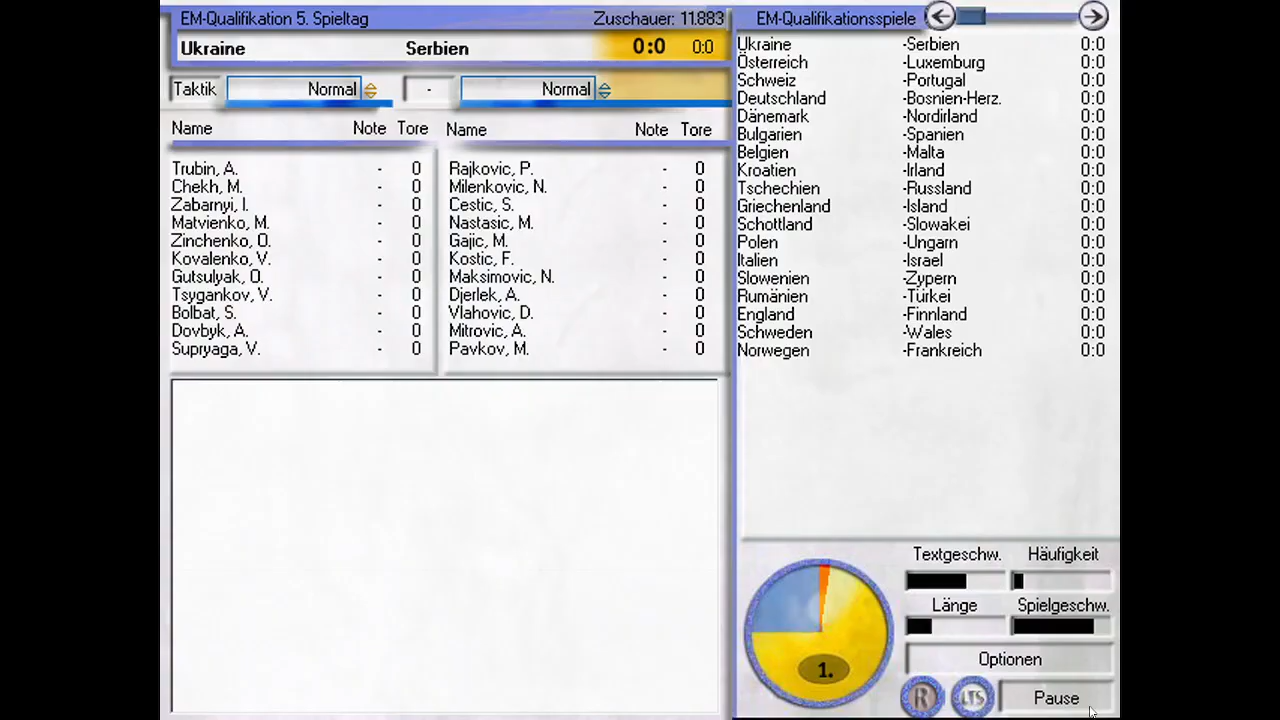 EM-Qualifikation 5. Spieltag Zuschauer: 11.883
Ukraine Serbien 0:0 0:0
Taktik Normal - Normal
Name Note Tore Name Note Tore
Trubin, A. - 0 Rajkovic, P. - 0
Chekh, M. - 0 Milenkovic, N. - 0
Zabarnyi, I. - 0 Cestic, S. - 0
Matvienko, M. - 0 Nastasic, M. - 0
Zinchenko, O. - 0 Gajic, M. - 0
Kovalenko, V. - 0 Kostic, F. - 0
Gutsulyak, O. - 0 Maksimovic, N. - 0
Tsygankov, V. - 0 Djerlek, A. - 0
Bolbat, S. - 0 Vlahovic, D. - 0
Dovbyk, A. - 0 Mitrovic, A. - 0
Supryaga, V. - 0 Pavkov, M. - 0
EM-Qualifikationsspiele
Ukraine -Serbien 0:0
Österreich -Luxemburg 0:0
Schweiz -Portugal 0:0
Deutschland -Bosnien-Herz. 0:0
Dänemark -Nordirland 0:0
Bulgarien -Spanien 0:0
Belgien -Malta 0:0
Kroatien -Irland 0:0
Tschechien -Russland 0:0
Griechenland -Island 0:0
Schottland -Slowakei 0:0
Polen -Ungarn 0:0
Italien -Israel 0:0
Slowenien -Zypern 0:0
Rumänien -Türkei 0:0
England -Finnland 0:0
Schweden -Wales 0:0
Norwegen -Frankreich 0:0
Textgeschw. Häufigkeit
Länge Spielgeschw.
Optionen
1.
R LTS Pause